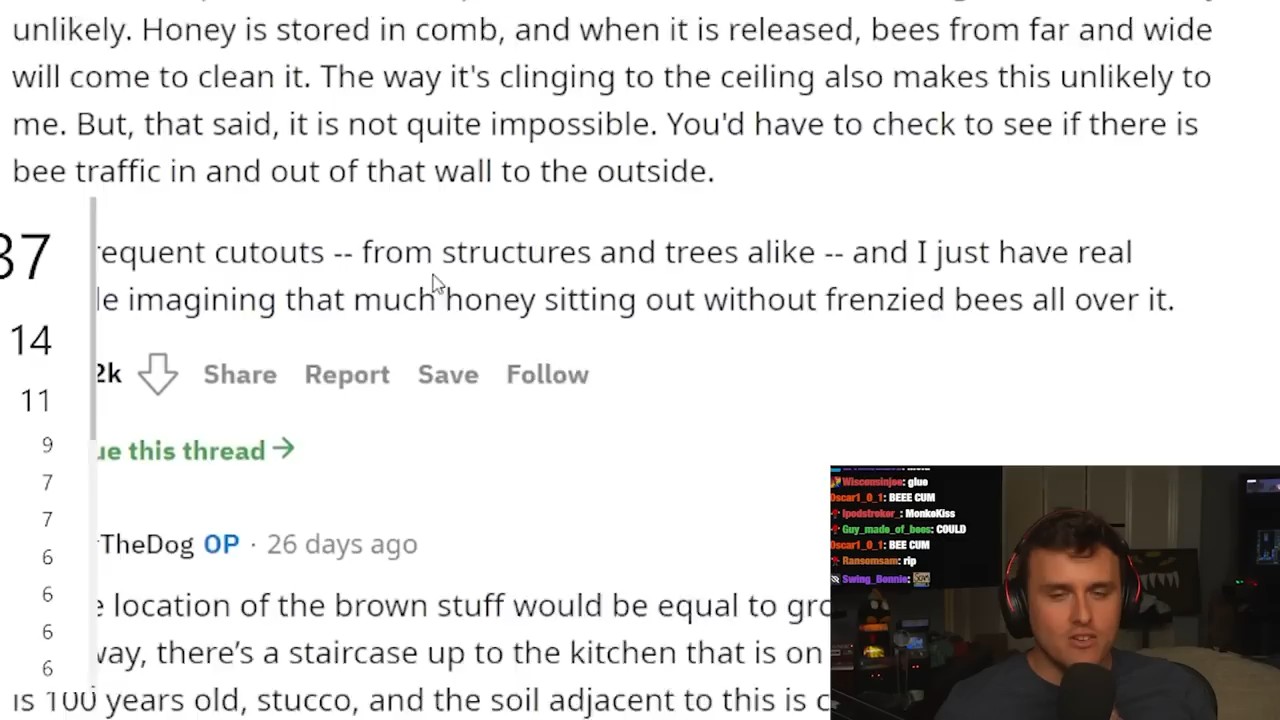 unlikely. Honey is stored in comb, and when it is released, bees from far and wide
will come to clean it. The way it's clinging to the ceiling also makes this unlikely to
me. But, that said, it is not quite impossible. You'd have to check to see if there is
bee traffic in and out of that wall to the outside.
37
requent cutouts -- from structures and trees alike -- and I just have real
le imagining that much honey sitting out without frenzied bees all over it.
14
2k Share Report Save Follow
11
9
ue this thread
7
7
TheDog OP · 26 days ago
6
6
e location of the brown stuff would be equal to gro
6
way, there's a staircase up to the kitchen that is on
6
is 100 years old, stucco, and the soil adjacent to this is c
Wisconsinjoe: glue
Oscar1_0_1: BEEE CUM
Ipedstroker_: MonkeKiss
Guy_made_of_bees: COULD
Oscar1_0_1: BEE CUM
Ransomsam: rip
Swing_Bonnie: